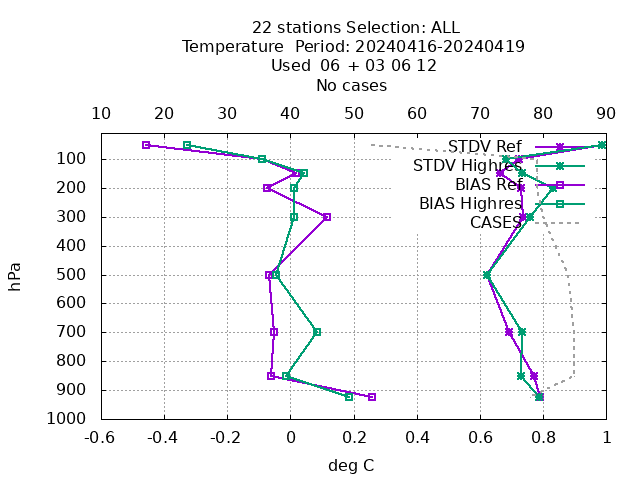 22 stations Selection: ALL
Temperature  Period: 20240416-20240419
Used  06 + 03 06 12
No cases
10 20 30 40 50 60 70 80 90
STDV Ref
STDV Highres
BIAS Ref
BIAS Highres
CASES
hPa
100
200
300
400
500
600
700
800
900
1000
-0.6 -0.4 -0.2 0 0.2 0.4 0.6 0.8 1
deg C